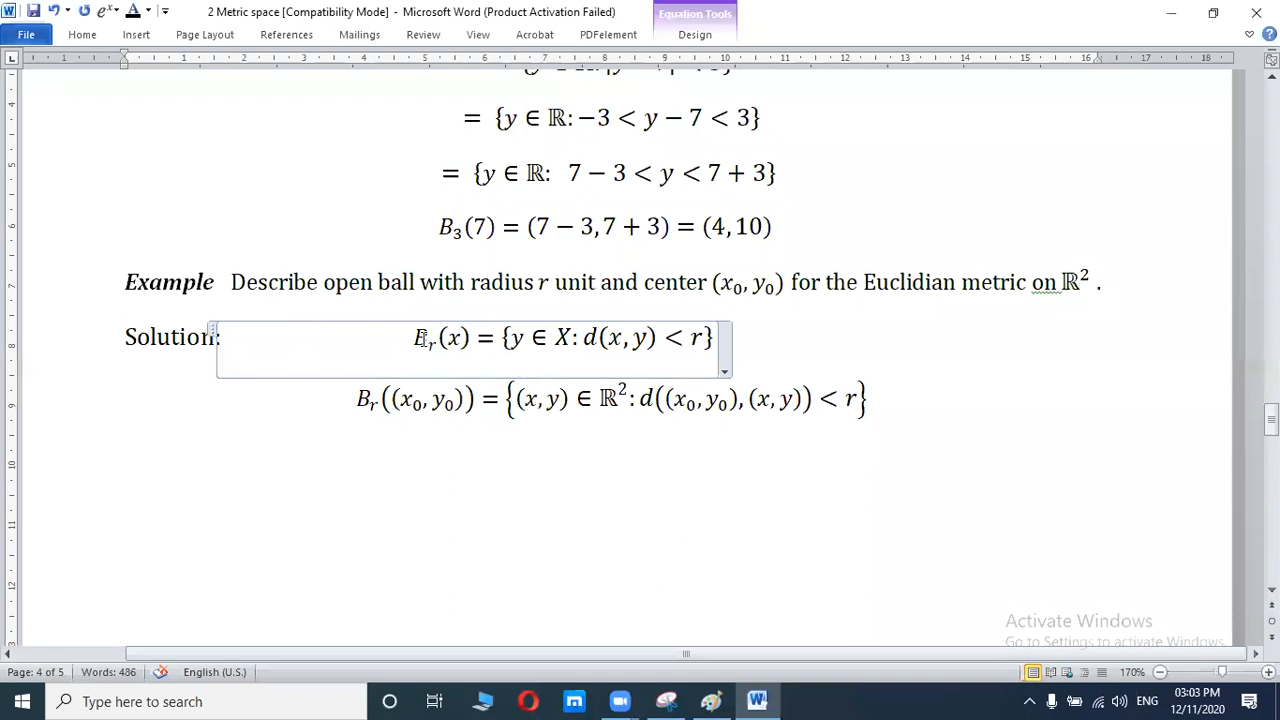 2 Metric space [Compatibility Mode] - Microsoft Word (Product Activation Failed)
Equation Tools
File Home Insert Page Layout References Mailings Review View Acrobat PDFelement Design
= {y ∈ ℝ: −3 < y − 7 < 3}
= {y ∈ ℝ: 7 − 3 < y < 7 + 3}
B₃(7) = (7 − 3,7 + 3) = (4,10)
Example Describe open ball with radius r unit and center (x₀, y₀) for the Euclidian metric on ℝ² .
Solution: Bᵣ(x) = {y ∈ X: d(x, y) < r}
Bᵣ((x₀, y₀)) = {(x, y) ∈ ℝ²: d((x₀, y₀), (x, y)) < r}
Activate Windows
Go to Settings to activate Windows.
Page: 4 of 5 Words: 486 English (U.S.) 170%
Type here to search
ENG
03:03 PM
12/11/2020